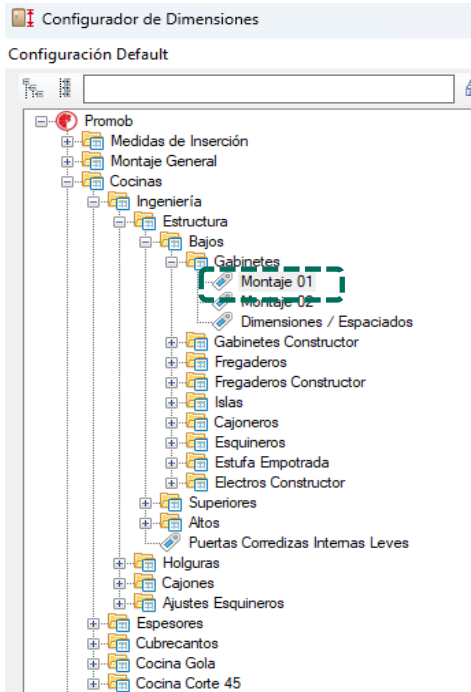 Configurador de Dimensiones
Configuración Default
Promob
Medidas de Inserción
Montaje General
Cocinas
Ingeniería
Estructura
Bajos
Gabinetes
Montaje 01
Montaje 02
Dimensiones / Espaciados
Gabinetes Constructor
Fregaderos
Fregaderos Constructor
Islas
Cajoneros
Esquineros
Estufa Empotrada
Electros Constructor
Superiores
Altos
Puertas Corredizas Internas Leves
Holguras
Cajones
Ajustes Esquineros
Espesores
Cubrecantos
Cocina Gola
Cocina Corte 45